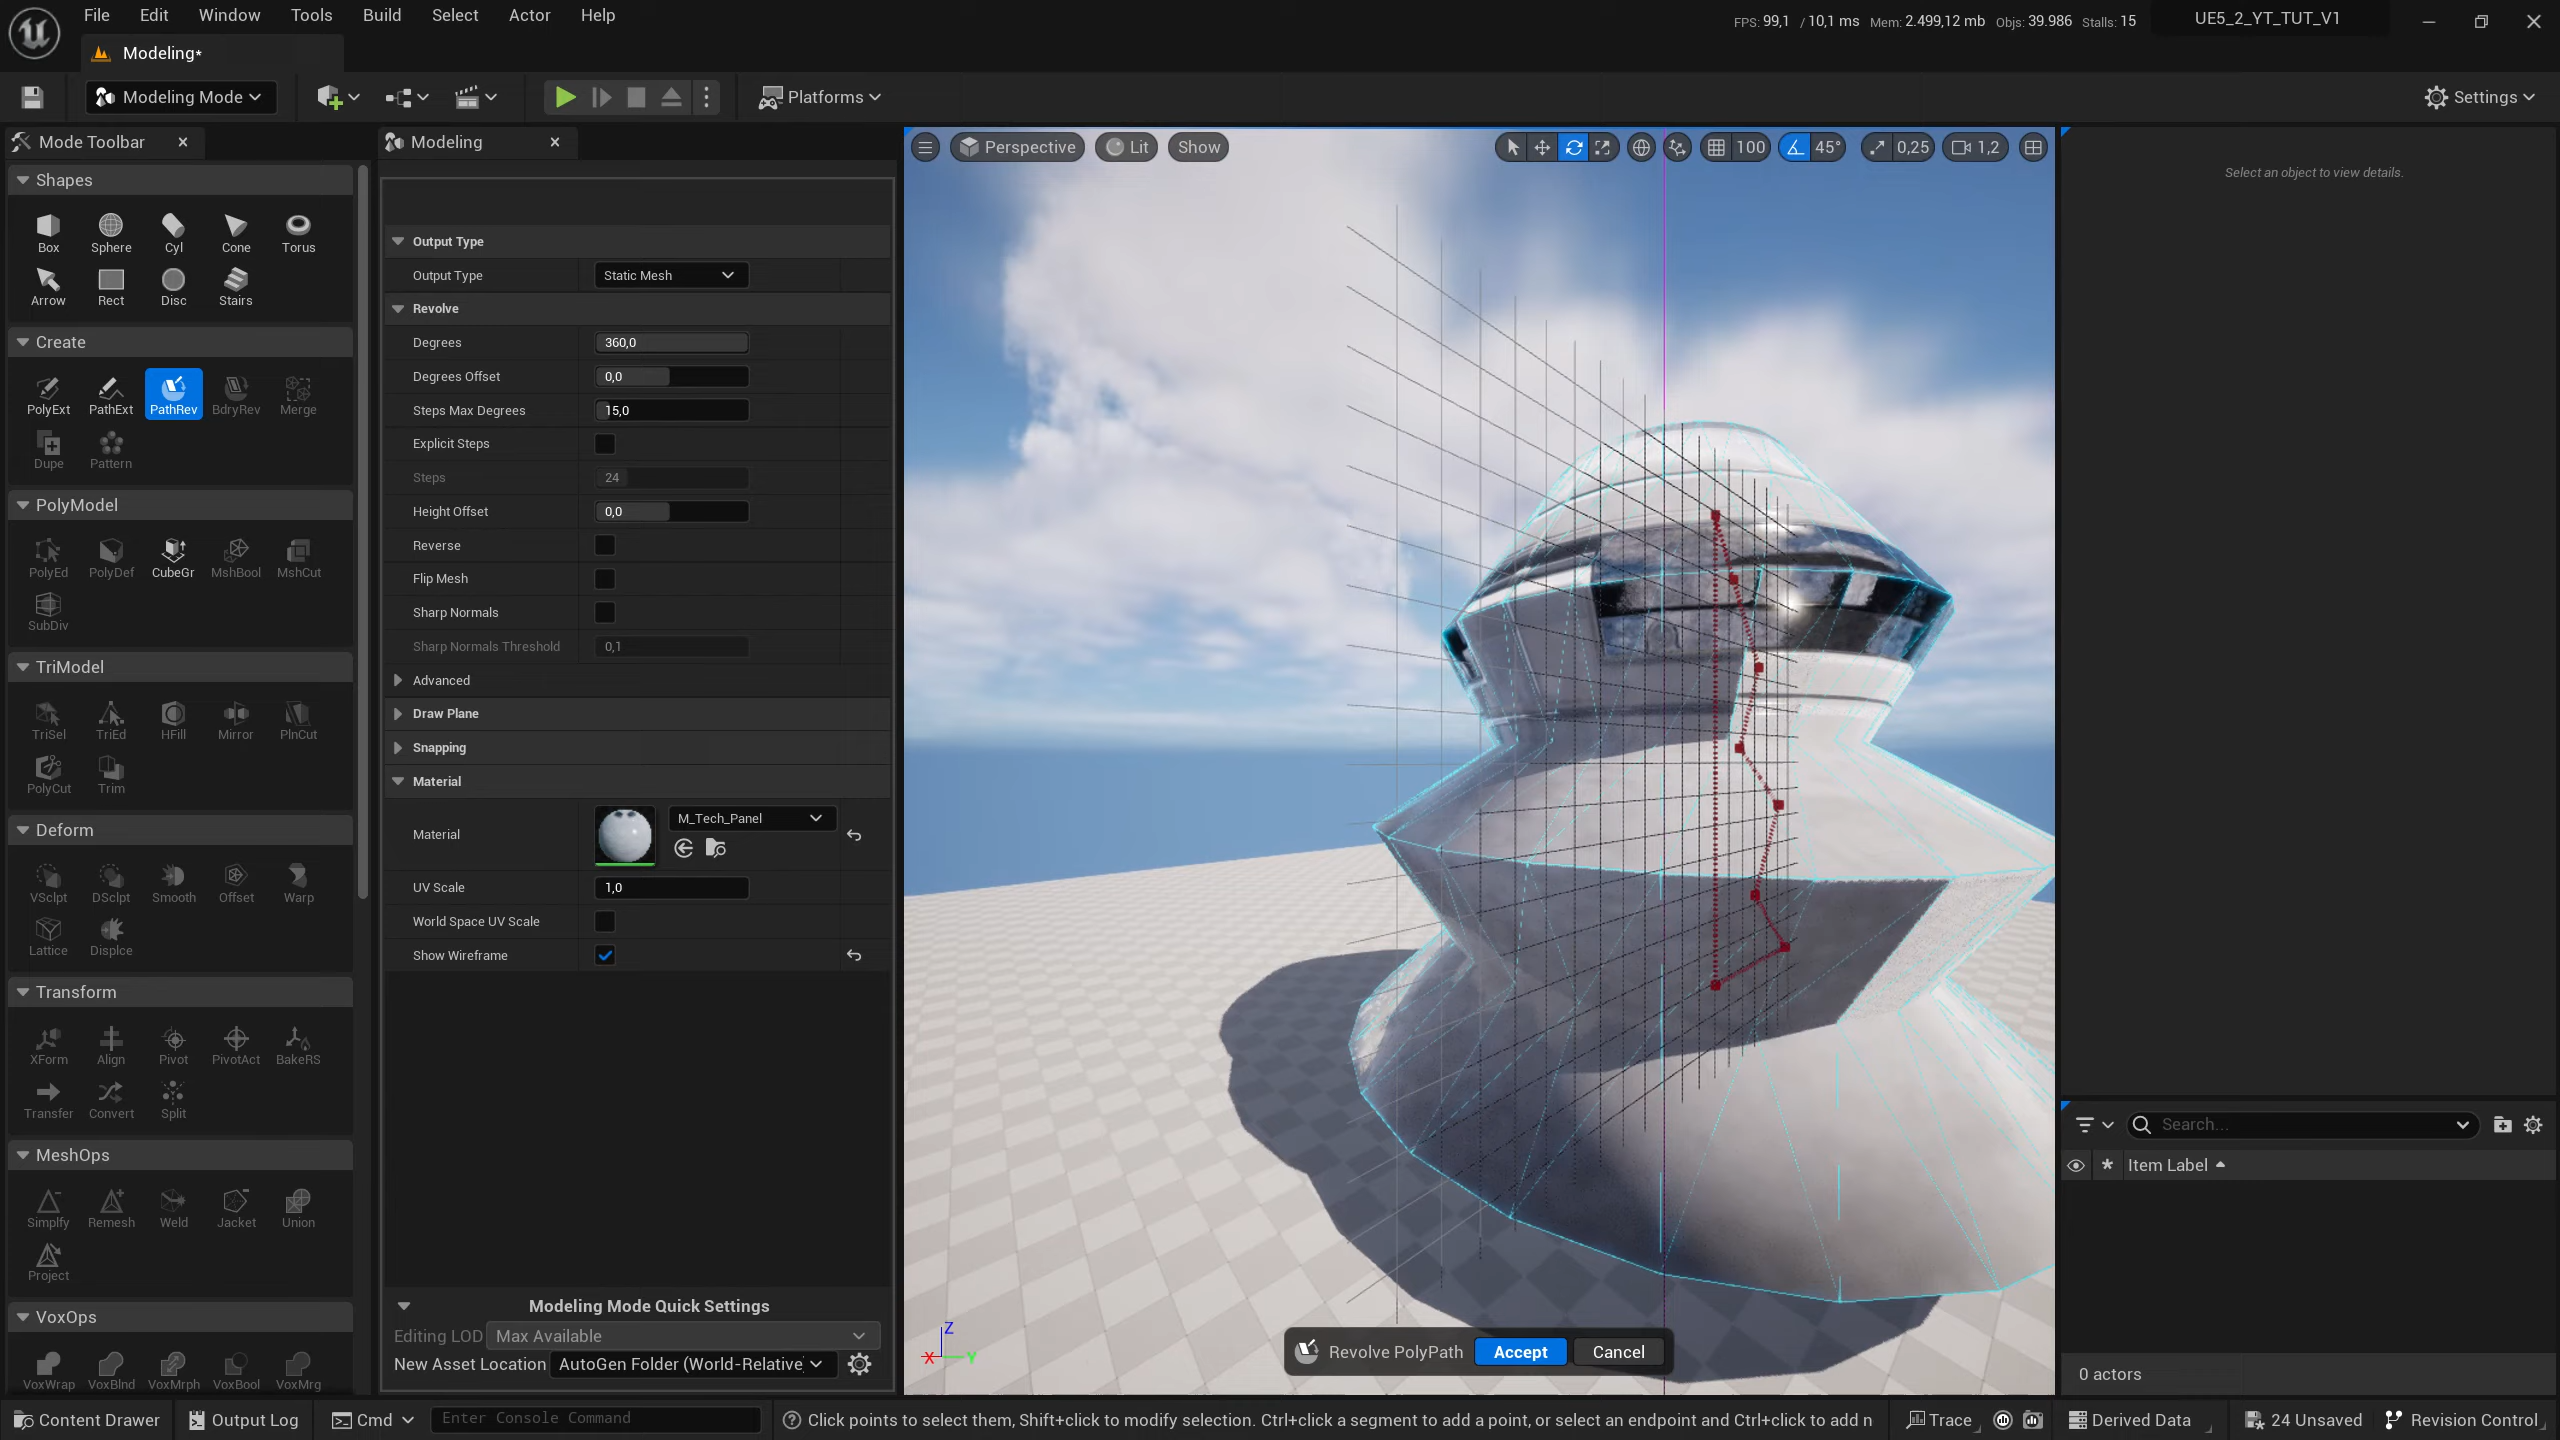 File Edit Window Tools Build Select Actor Help
FPS: 99,1 / 10,1 ms Mem: 2.499,12 mb Objs: 39.986 Stalls: 15
UE5_2_YT_TUT_V1
Modeling*
Modeling Mode
Platforms
Settings
Mode Toolbar
Shapes
Box Sphere Cyl Cone Torus
Arrow Rect Disc Stairs
Create
PolyExt PathExt PathRev BdryRev Merge
Dupe Pattern
PolyModel
PolyEd PolyDef CubeGr MshBool MshCut
SubDiv
TriModel
TriSel TriEd HFill Mirror PlnCut
PolyCut Trim
Deform
VSclpt DSclpt Smooth Offset Warp
Lattice Displce
Transform
XForm Align Pivot PivotAct BakeRS
Transfer Convert Split
MeshOps
Simplfy Remesh Weld Jacket Union
Project
VoxOps
VoxWrap VoxBlnd VoxMrph VoxBool VoxMrg
Modeling
Output Type
Output Type Static Mesh
Revolve
Degrees 360,0
Degrees Offset 0,0
Steps Max Degrees 15,0
Explicit Steps
Steps 24
Height Offset 0,0
Reverse
Flip Mesh
Sharp Normals
Sharp Normals Threshold 0,1
Advanced
Draw Plane
Snapping
Material
Material M_Tech_Panel
UV Scale 1,0
World Space UV Scale
Show Wireframe
Modeling Mode Quick Settings
Editing LOD Max Available
New Asset Location AutoGen Folder (World-Relative)
Perspective Lit Show
100 45° 0,25 1,2
Z
X Y
Revolve PolyPath Accept Cancel
Select an object to view details.
Search...
Item Label
0 actors
Content Drawer Output Log Cmd Enter Console Command
Click points to select them, Shift+click to modify selection. Ctrl+click a segment to add a point, or select an endpoint and Ctrl+click to add n
Trace Derived Data 24 Unsaved Revision Control